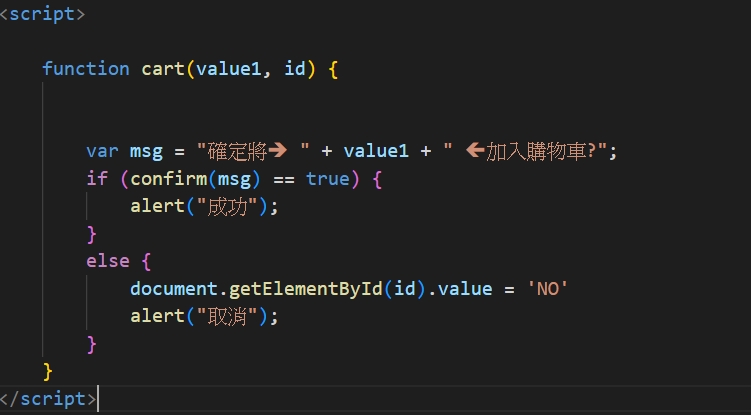 <script>
function cart(value1, id) {
var msg = "確定將🡺 " + value1 + " 🡸加入購物車?";
if (confirm(msg) == true) {
alert("成功");
}
else {
document.getElementById(id).value = 'NO'
alert("取消");
}
}
</script>